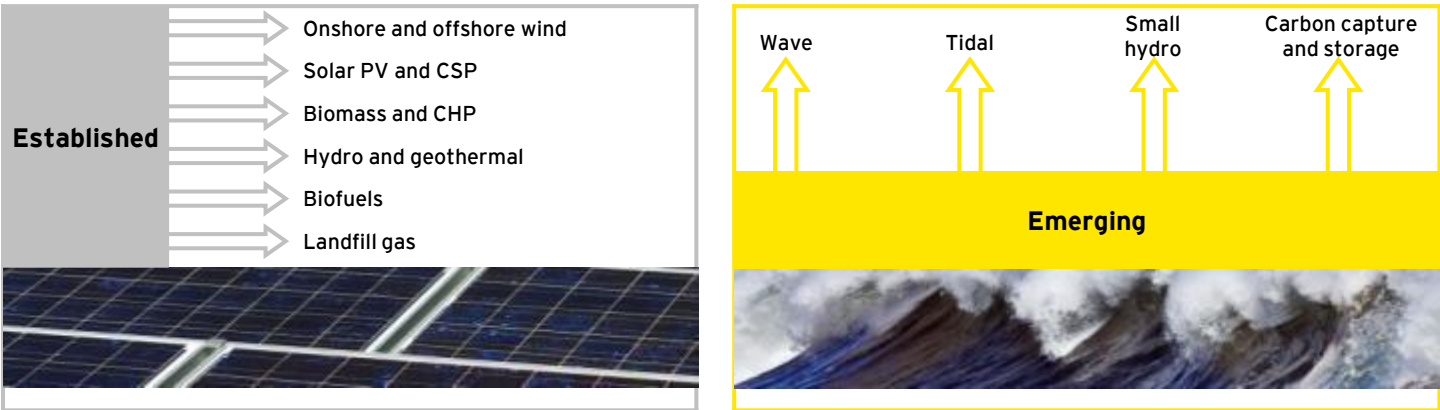 Established
Onshore and offshore wind
Solar PV and CSP
Biomass and CHP
Hydro and geothermal
Biofuels
Landfill gas
Wave
Tidal
Small
hydro
Carbon capture
and storage
Emerging